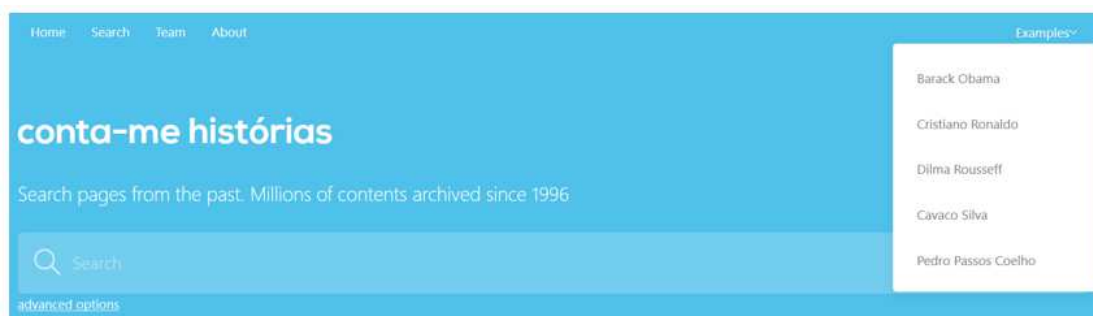 Home Search Team About Examples
Barack Obama
conta-me histórias
Cristiano Ronaldo
Dilma Rousseff
Search pages from the past. Millions of contents archived since 1996
Cavaco Silva
Search
Pedro Passos Coelho
advanced options